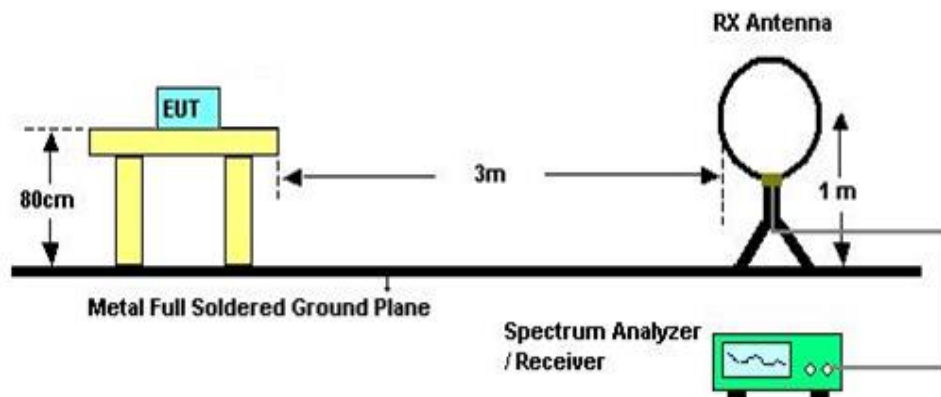 RX Antenna
EUT
80cm
3m
1 m
Metal Full Soldered Ground Plane
Spectrum Analyzer
/ Receiver